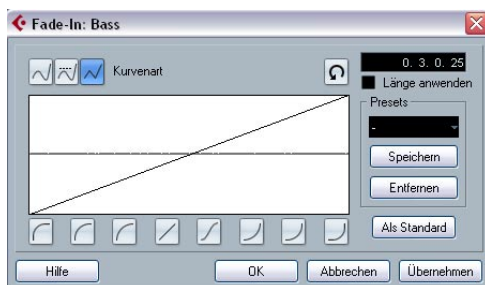 Fade-In: Bass
Kurvenart
0. 3. 0. 25
Länge anwenden
Presets
-
Speichern
Entfernen
Als Standard
Hilfe
OK
Abbrechen
Übernehmen